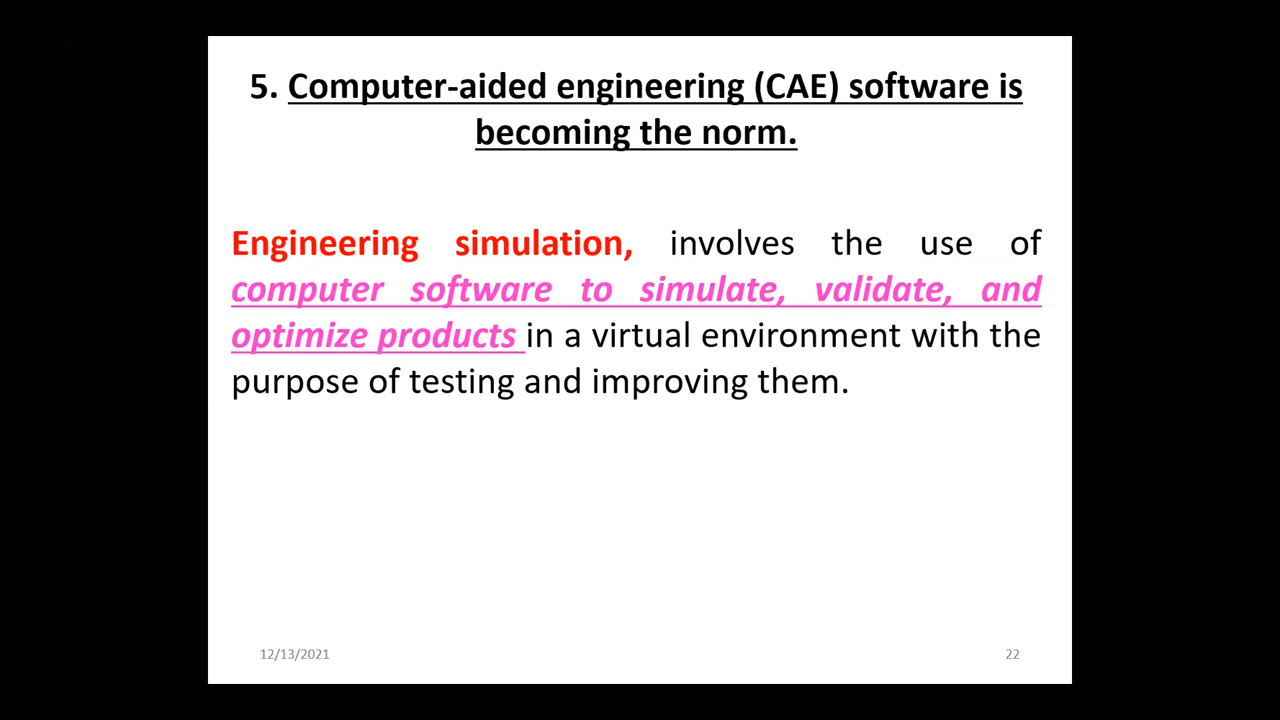 5. Computer-aided engineering (CAE) software is
becoming the norm.
Engineering simulation, involves the use of
computer software to simulate, validate, and
optimize products in a virtual environment with the
purpose of testing and improving them.
12/13/2021
22